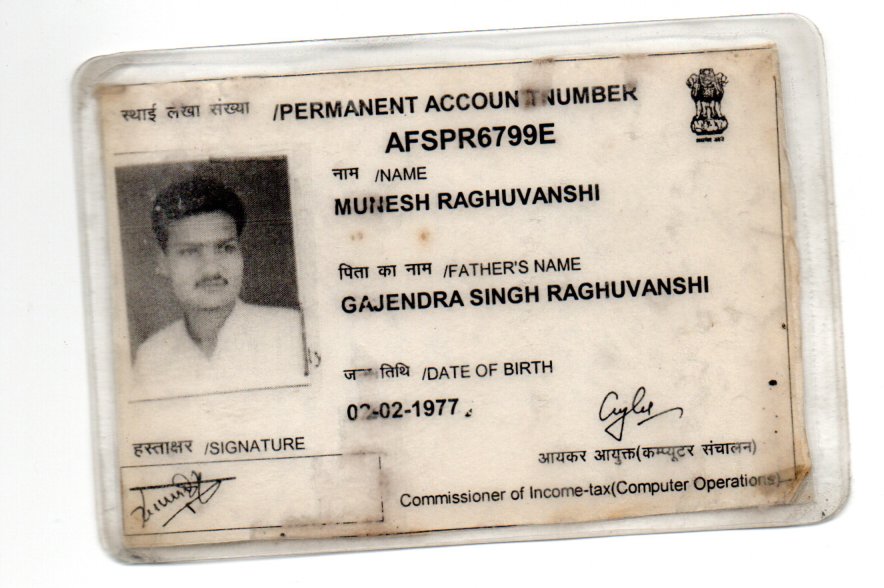 स्थाई लेखा संख्या /PERMANENT ACCOUNT NUMBER
AFSPR6799E
नाम /NAME
MUNESH RAGHUVANSHI
पिता का नाम /FATHER'S NAME
GAJENDRA SINGH RAGHUVANSHI
तिथि /DATE OF BIRTH
02-02-1977
हस्ताक्षर /SIGNATURE
आयकर आयुक्त(कम्प्यूटर संचालन)
Commissioner of Income-tax(Computer Operations)